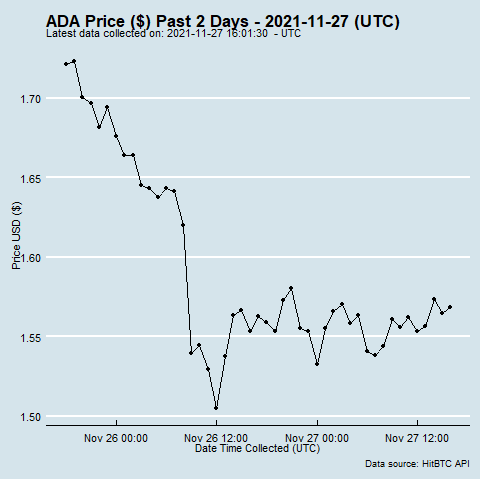 ADA Price ($) Past 2 Days - 2021-11-27 (UTC)
Latest data collected on: 2021-11-27 16:01:30 - UTC
1.70
1.65
1.60
1.55
1.50
Price USD ($)
Nov 26 00:00 Nov 26 12:00 Nov 27 00:00 Nov 27 12:00
Date Time Collected (UTC)
Data source: HitBTC API